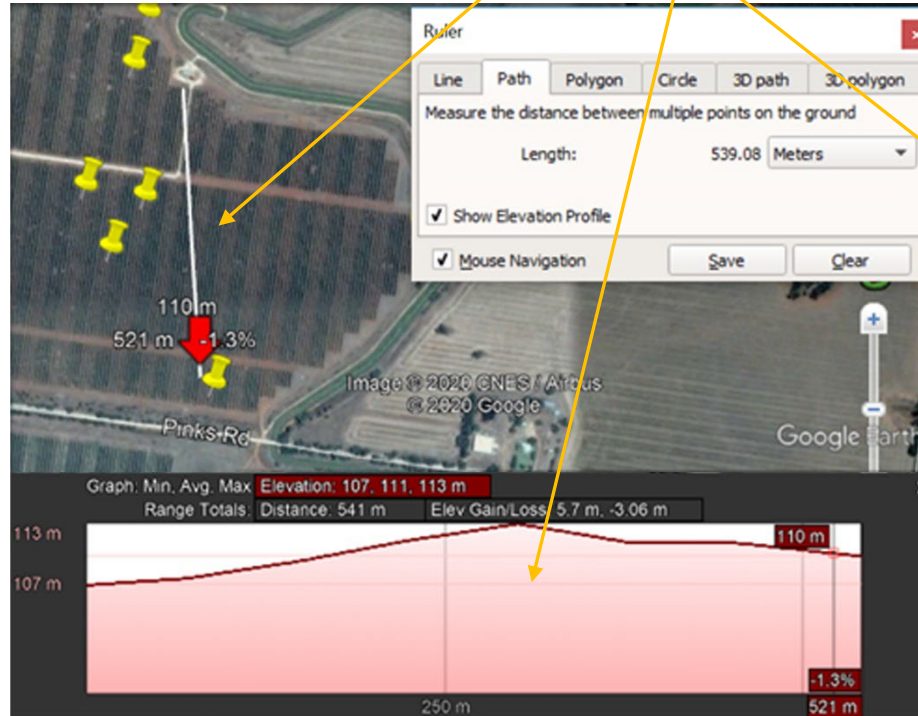 Ruler
Line Path Polygon Circle 3D path 3D polygon
Measure the distance between multiple points on the ground
Length: 539.08 Meters
Show Elevation Profile
Mouse Navigation Save Clear
110 m
521 m -1.3%
Image © 2020 CNES / Airbus
© 2020 Google
Pinks Rd
Google Earth
Graph: Min, Avg, Max Elevation: 107, 111, 113 m
Range Totals: Distance: 541 m Elev Gain/Loss: 5.7 m, -3.06 m
113 m
110 m
107 m
-1.3%
250 m
521 m